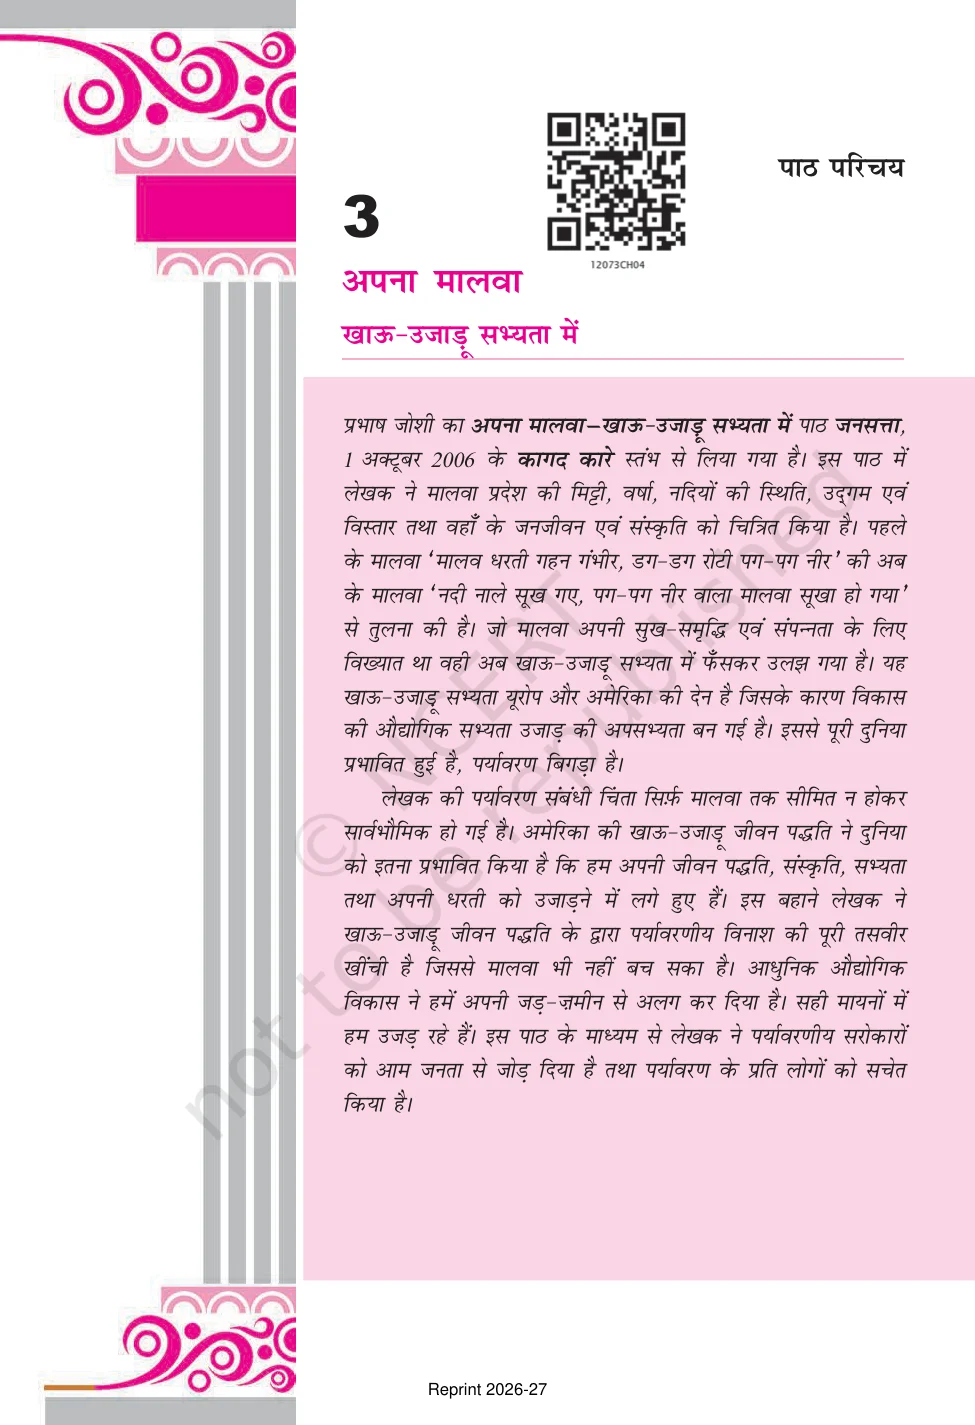 पाठ परिचय
3
12073CH04
अपना मालवा
खाऊ-उजाड़ू सभ्यता में
प्रभाष जोशी का अपना मालवा–खाऊ-उजाड़ू सभ्यता में पाठ जनसत्ता,
1 अक्टूबर 2006 के कागद कारे स्तंभ से लिया गया है। इस पाठ में
लेखक ने मालवा प्रदेश की मिट्टी, वर्षा, नदियों की स्थिति, उद्गम एवं
विस्तार तथा वहाँ के जनजीवन एवं संस्कृति को चित्रित किया है। पहले
के मालवा ‘मालव धरती गहन गंभीर, डग-डग रोटी पग-पग नीर’ की अब
के मालवा ‘नदी नाले सूख गए, पग-पग नीर वाला मालवा सूखा हो गया’
से तुलना की है। जो मालवा अपनी सुख-समृद्धि एवं संपन्नता के लिए
विख्यात था वही अब खाऊ-उजाड़ू सभ्यता में फँसकर उलझ गया है। यह
खाऊ-उजाड़ू सभ्यता यूरोप और अमेरिका की देन है जिसके कारण विकास
की औद्योगिक सभ्यता उजाड़ की अपसभ्यता बन गई है। इससे पूरी दुनिया
प्रभावित हुई है, पर्यावरण बिगड़ा है।
लेखक की पर्यावरण संबंधी चिंता सिर्फ़ मालवा तक सीमित न होकर
सार्वभौमिक हो गई है। अमेरिका की खाऊ-उजाड़ू जीवन पद्धति ने दुनिया
को इतना प्रभावित किया है कि हम अपनी जीवन पद्धति, संस्कृति, सभ्यता
तथा अपनी धरती को उजाड़ने में लगे हुए हैं। इस बहाने लेखक ने
खाऊ-उजाड़ू जीवन पद्धति के द्वारा पर्यावरणीय विनाश की पूरी तसवीर
खींची है जिससे मालवा भी नहीं बच सका है। आधुनिक औद्योगिक
विकास ने हमें अपनी जड़-ज़मीन से अलग कर दिया है। सही मायनों में
हम उजड़ रहे हैं। इस पाठ के माध्यम से लेखक ने पर्यावरणीय सरोकारों
को आम जनता से जोड़ दिया है तथा पर्यावरण के प्रति लोगों को सचेत
किया है।
© NCERT
not to be republished
Reprint 2026-27